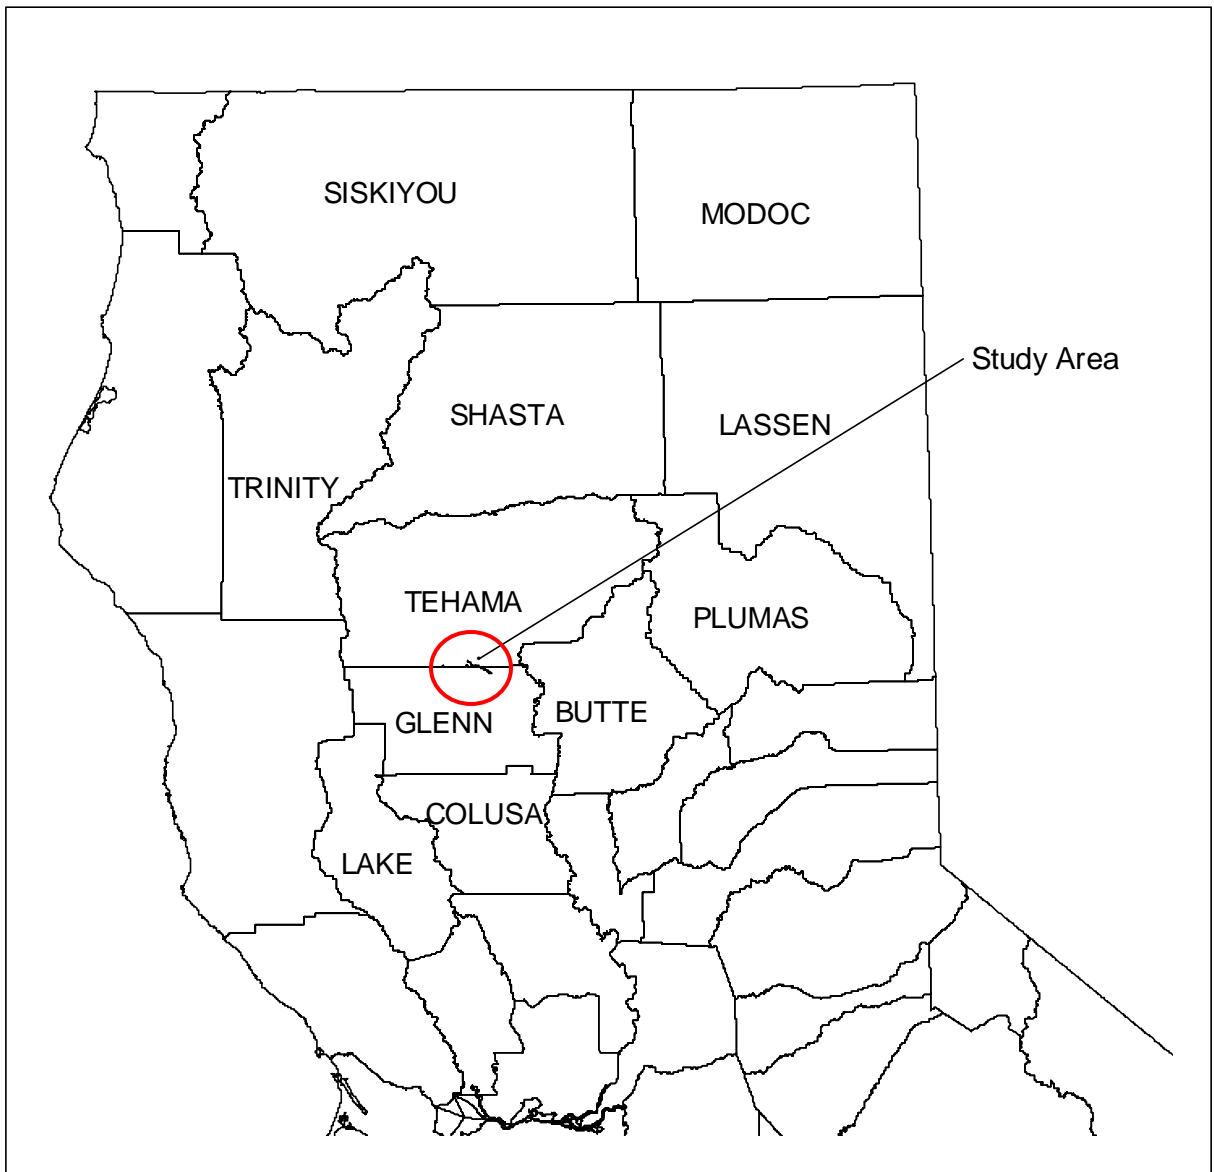 SISKIYOU
MODOC
Study Area
SHASTA
LASSEN
TRINITY
TEHAMA
PLUMAS
GLENN
BUTTE
COLUSA
LAKE